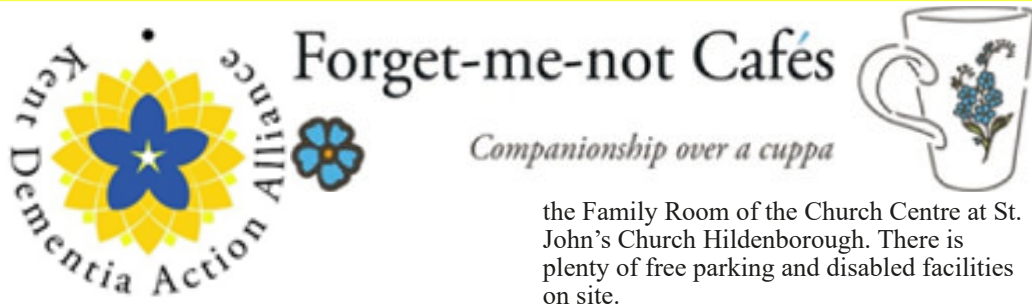 Kent Dementia Action Alliance
Forget-me-not Cafés
Companionship over a cuppa
the Family Room of the Church Centre at St.
John’s Church Hildenborough. There is
plenty of free parking and disabled facilities
on site.